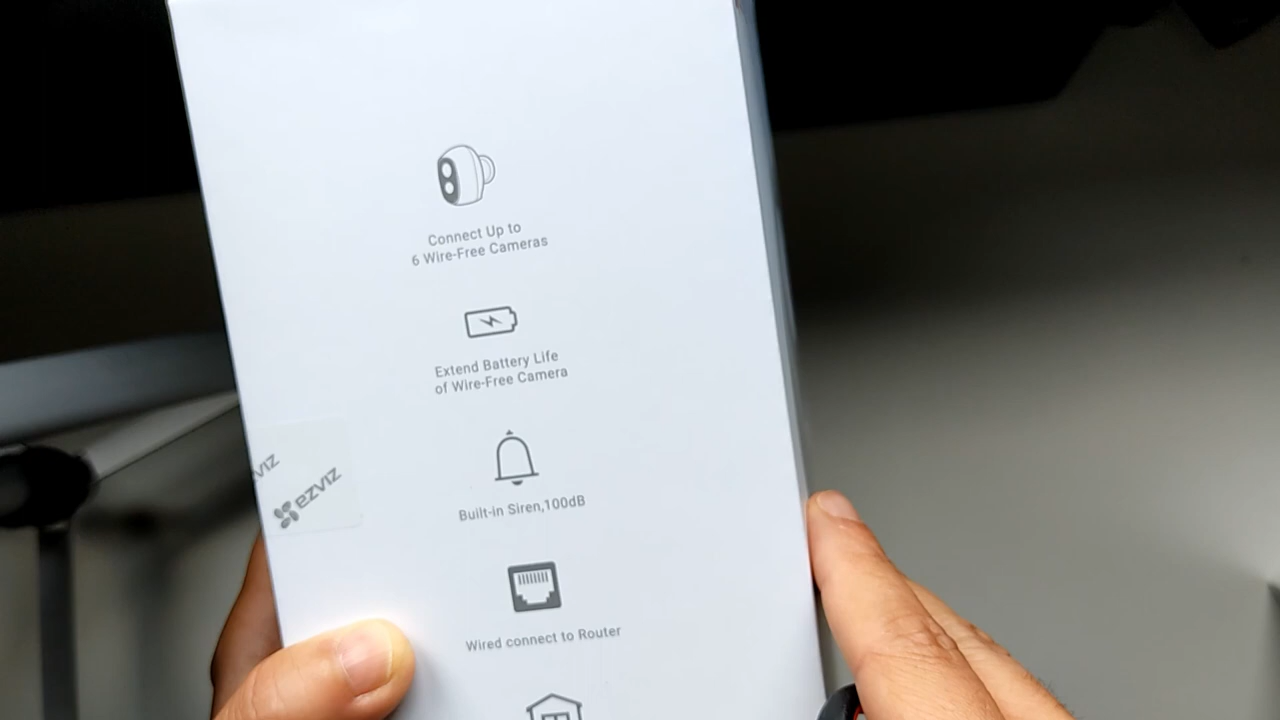 Connect Up to
6 Wire-Free Cameras
Extend Battery Life
of Wire-Free Camera
VIZ
ezviz
Built-in Siren,100dB
Wired connect to Router